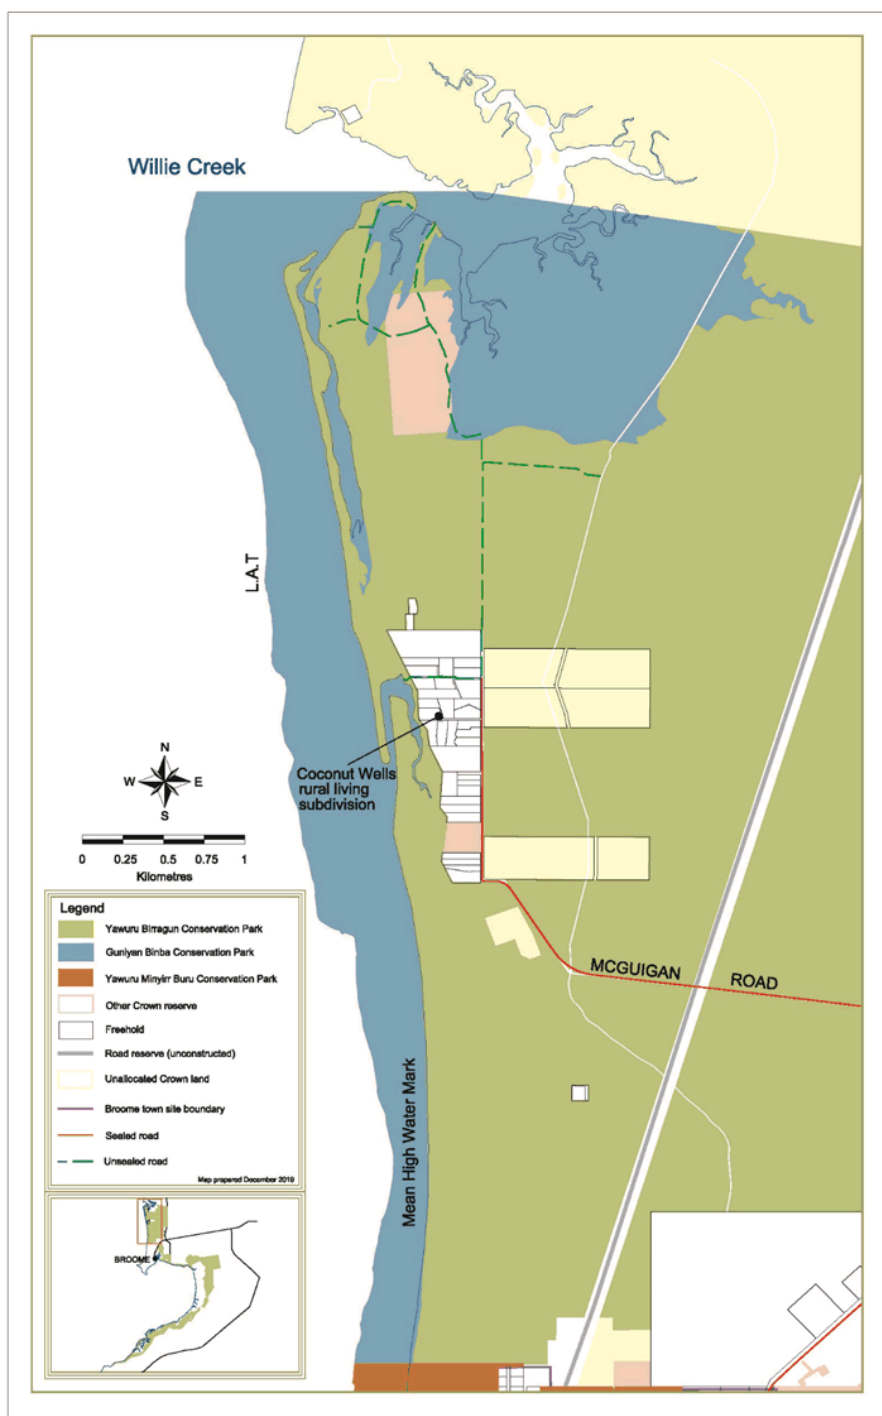 Willie Creek
L.A.T
Coconut Wells
rural living
subdivision
N
W E
S
0 0.25 0.5 0.75 1
Kilometres
MCGUIGAN ROAD
Mean High Water Mark
Legend
Yawuru Birragun Conservation Park
Guniyan Binba Conservation Park
Yawuru Minyirr Buru Conservation Park
Other Crown reserve
Freehold
Road reserve (unconstructed)
Unallocated Crown land
Broome town site boundary
Sealed road
Unsealed road
Map prepared December 2019
BROOME